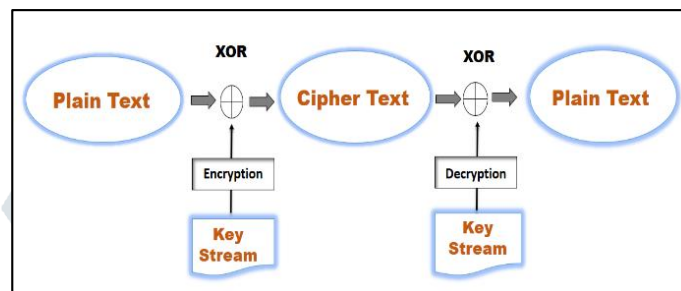 XOR
XOR
Plain Text
Cipher Text
Plain Text
Encryption
Decryption
Key
Stream
Key
Stream